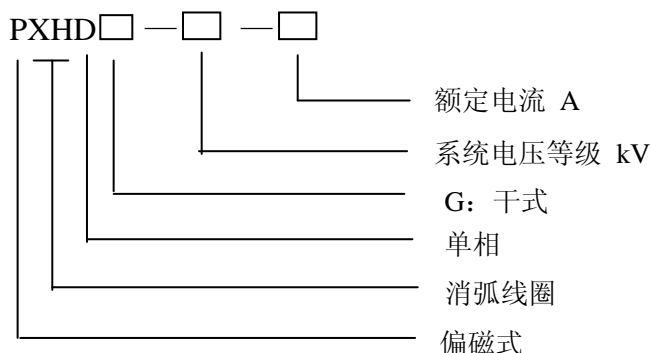 PXHD□ — □ — □
额定电流 A
系统电压等级 kV
G：干式
单相
消弧线圈
偏磁式